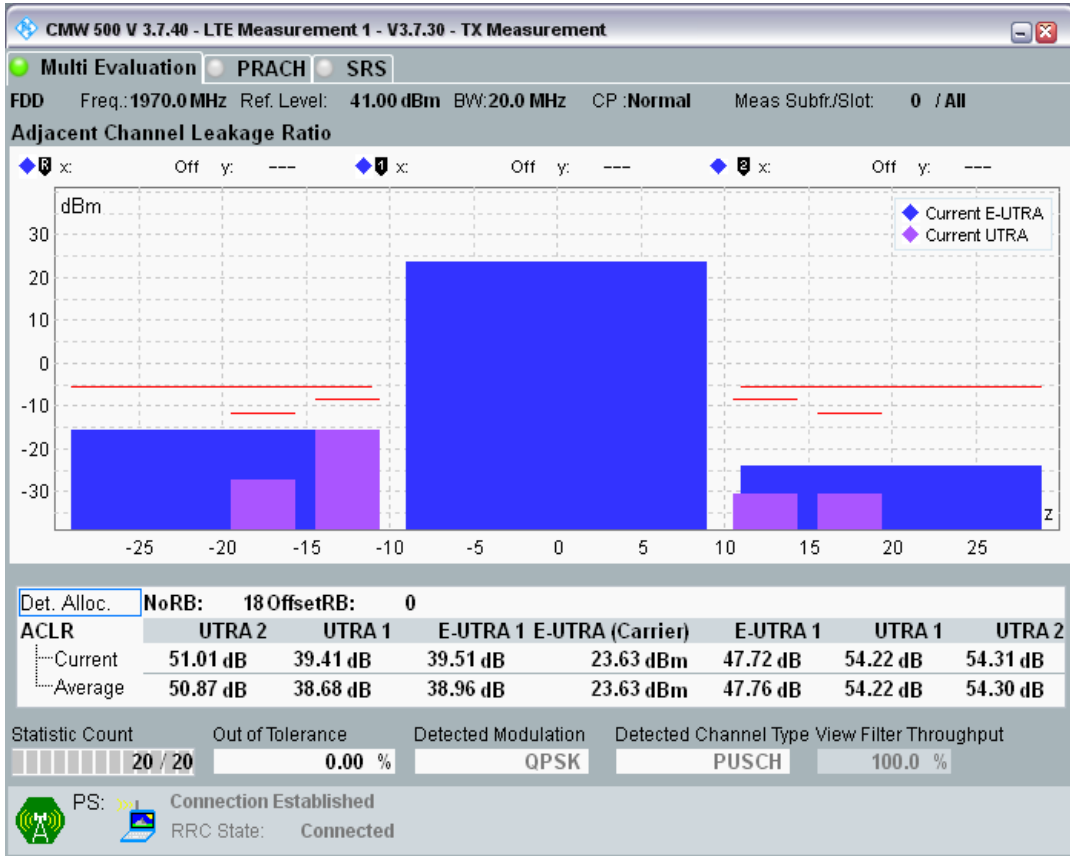 CMW 500 V 3.7.40 - LTE Measurement 1 - V3.7.30 - TX Measurement
Multi Evaluation PRACH SRS
FDD Freq.: 1970.0 MHz Ref. Level: 41.00 dBm BW: 20.0 MHz CP : Normal Meas Subfr./Slot: 0 / All
Adjacent Channel Leakage Ratio
R x: Off y: --- 1 x: Off y: --- 2 x: Off y: ---
dBm
Current E-UTRA
Current UTRA
30
20
10
0
-10
-20
-30
z
-25 -20 -15 -10 -5 0 5 10 15 20 25
Det. Alloc. NoRB: 18 OffsetRB: 0
ACLR UTRA 2 UTRA 1 E-UTRA 1 E-UTRA (Carrier) E-UTRA 1 UTRA 1 UTRA 2
Current 51.01 dB 39.41 dB 39.51 dB 23.63 dBm 47.72 dB 54.22 dB 54.31 dB
Average 50.87 dB 38.68 dB 38.96 dB 23.63 dBm 47.76 dB 54.22 dB 54.30 dB
Statistic Count Out of Tolerance Detected Modulation Detected Channel Type View Filter Throughput
20 / 20 0.00 % QPSK PUSCH 100.0 %
PS: Connection Established
RRC State: Connected